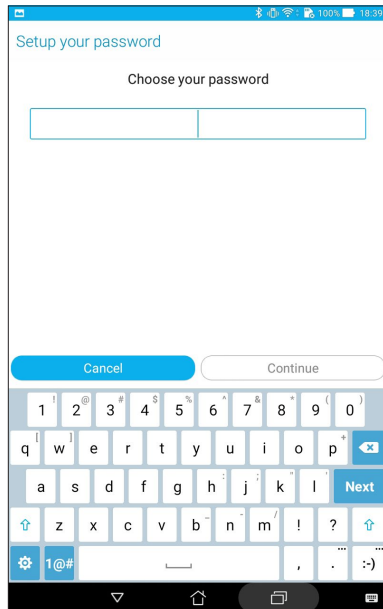 100% 18:39
Setup your password
Choose your password
Cancel Continue
1 ! 2 @ 3 # 4 $ 5 % 6 ^ 7 & 8 * 9 ( 0 )
q [ w ] e r t y u i o p +
a s d f g h : j ; k " l ' Next
z x c v b _ n - m / ! ?
1@# , . ... :-) ...